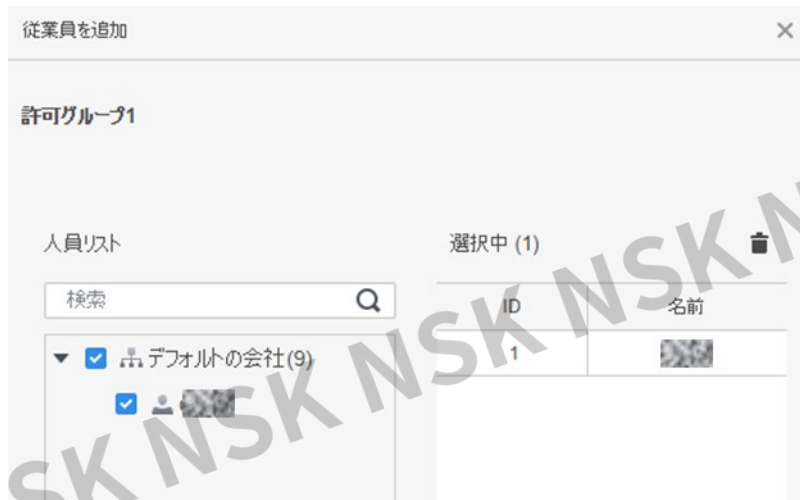 従業員を追加
許可グループ1
人員リスト
選択中 (1)
検索
ID
名前
デフォルトの会社(9)
1
NSK NSK NSK N